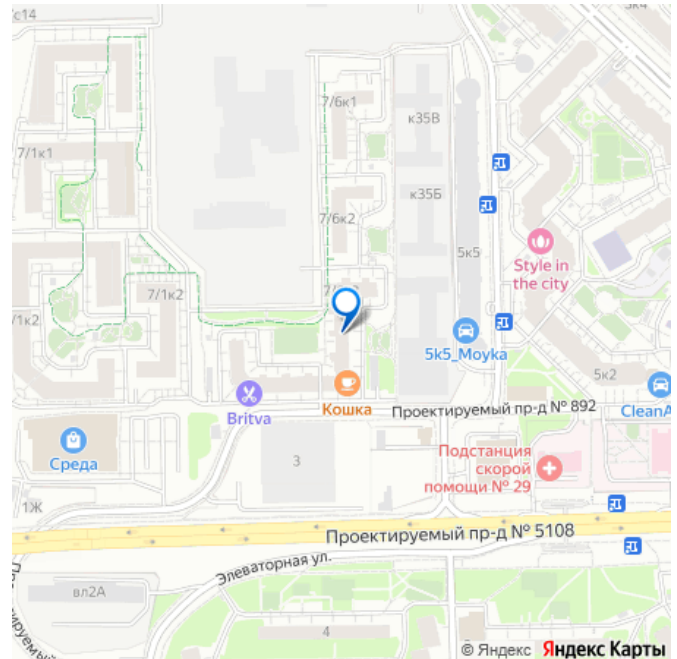 с14
5к4
7/6к1
к35В
7/1к1
к35Б
7/6к2
5к5
Style in
the city
7/1к2
/1к2
5k5_Moyka
5к2
Britva
Кошка
Проектируемый пр-д № 892
CleanA
Среда
3
Подстанция
скорой
помощи № 29
1Ж
Проектируемый пр-д № 5108
Элеваторная ул.
вл2А
4
© Яндекс Яндекс Карты